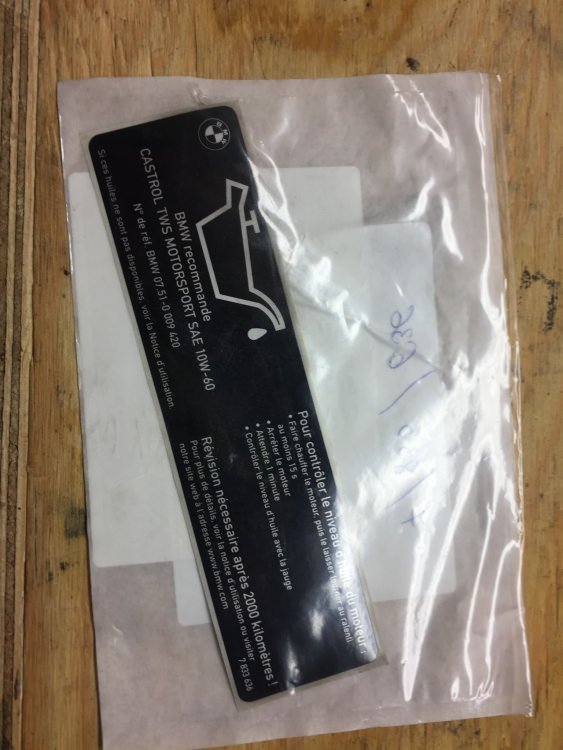 BMW
BMW recommande
CASTROL TWS MOTORSPORT SAE 10W-60
N° de réf. BMW 07.51-0 009 420
Si ces huiles ne sont pas disponibles, voir la Notice d'utilisation.
Pour contrôler le niveau d'huile du moteur :
• Faire chauffer le moteur, puis le laisser tourner au ralenti
au moins 15 s
• Arrêter le moteur
• Attendre 1 minute
• Contrôler le niveau d'huile avec la jauge
Révision nécessaire après 2000 kilomètres !
Pour plus de détails, voir la notice d'utilisation ou visiter
notre site web à l'adresse www.bmw.com
7 833 636